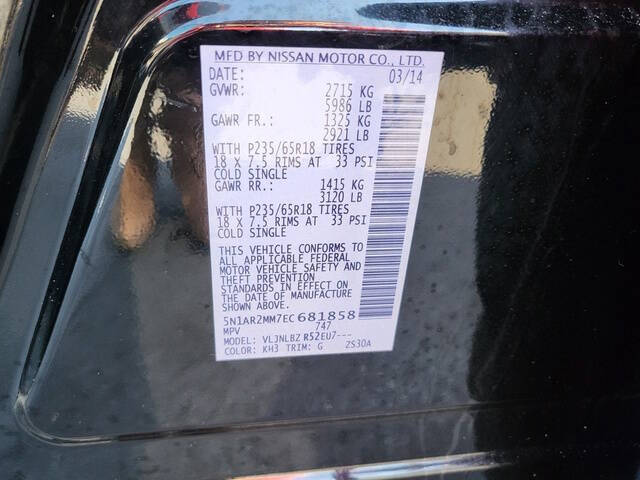 MFD BY NISSAN MOTOR CO., LTD.
DATE: 03/14
GVWR: 2715 KG
5986 LB
GAWR FR.: 1325 KG
2921 LB
WITH P235/65R18 TIRES
18 x 7.5 RIMS AT 33 PSI
COLD SINGLE
GAWR RR.: 1415 KG
3120 LB
WITH P235/65R18 TIRES
18 x 7.5 RIMS AT 33 PSI
COLD SINGLE
THIS VEHICLE CONFORMS TO
ALL APPLICABLE FEDERAL
MOTOR VEHICLE SAFETY AND
THEFT PREVENTION
STANDARDS IN EFFECT ON
THE DATE OF MANUFACTURE
SHOWN ABOVE.
5N1AR2MM7EC681858
MPV 747
MODEL: VLJNLBZ R52EU7---
COLOR: KH3 TRIM: G ZS30A